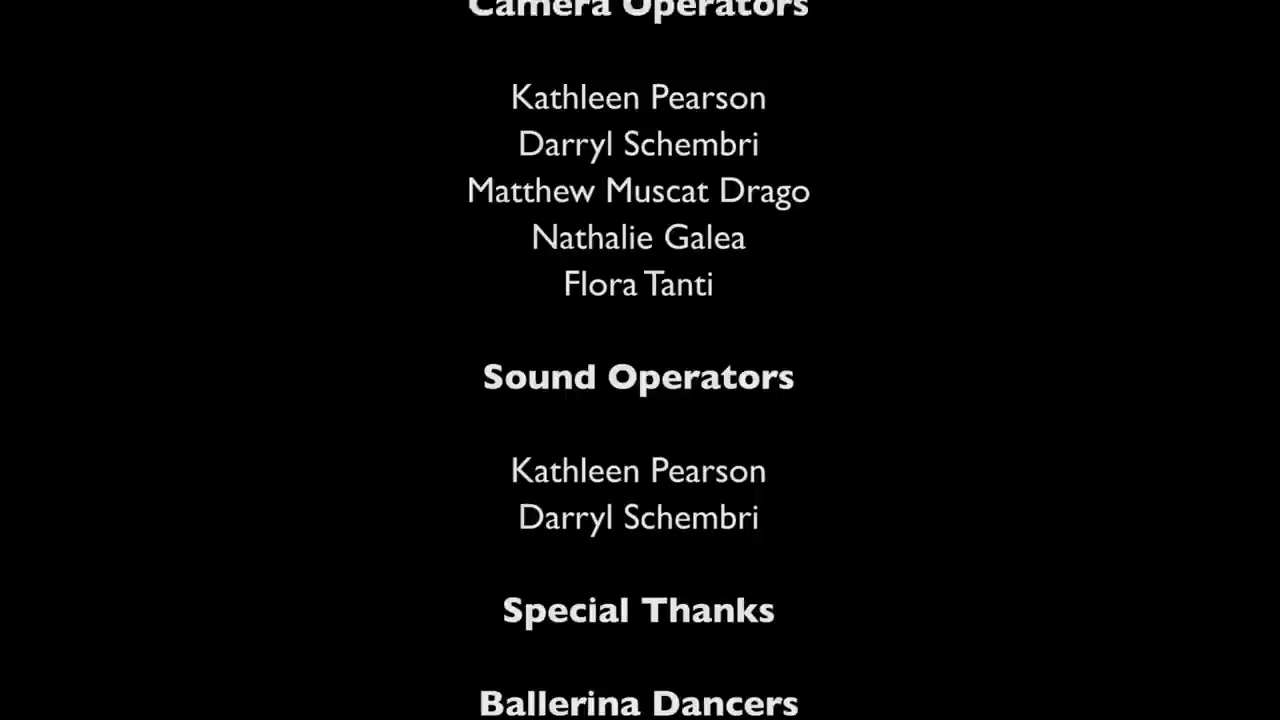 Camera Operators
Kathleen Pearson
Darryl Schembri
Matthew Muscat Drago
Nathalie Galea
Flora Tanti
Sound Operators
Kathleen Pearson
Darryl Schembri
Special Thanks
Ballerina Dancers